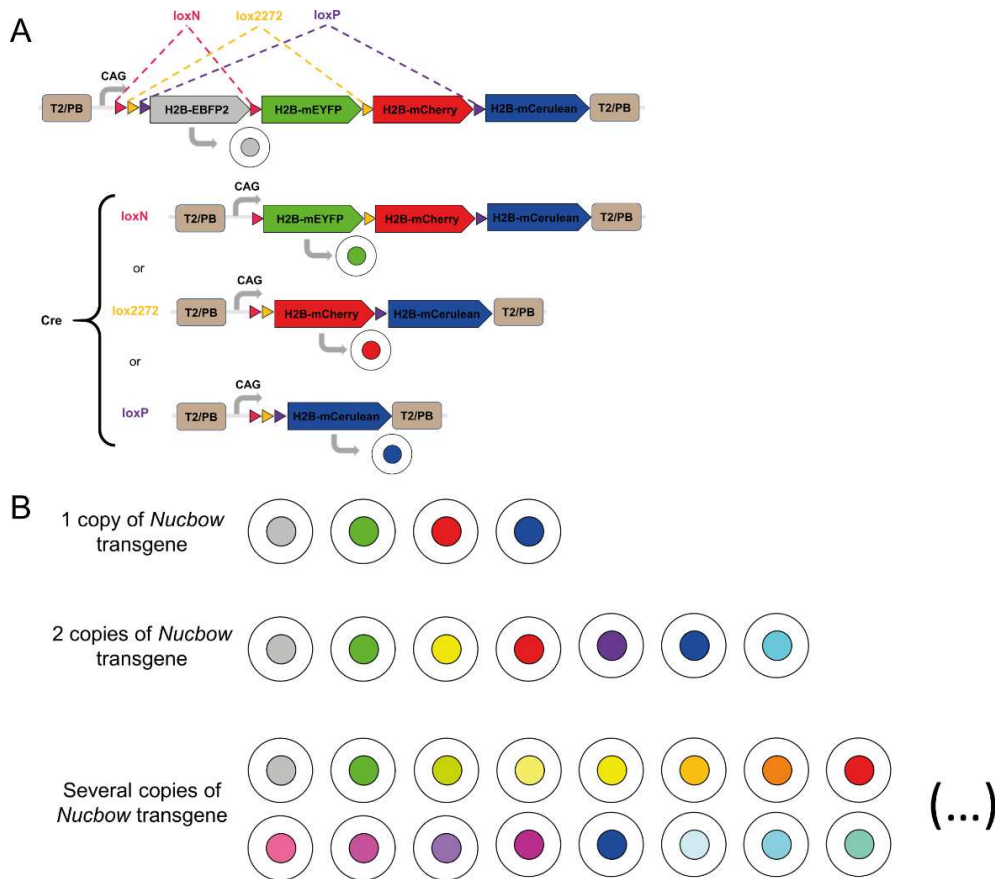 A
loxN lox2272 loxP
CAG
T2/PB H2B-EBFP2 H2B-mEYFP H2B-mCherry H2B-mCerulean T2/PB
CAG
loxN T2/PB H2B-mEYFP H2B-mCherry H2B-mCerulean T2/PB
or
CAG
lox2272 T2/PB H2B-mCherry H2B-mCerulean T2/PB
Cre
or
CAG
loxP T2/PB H2B-mCerulean T2/PB
B
1 copy of Nucbow
transgene
2 copies of Nucbow
transgene
Several copies of
Nucbow transgene
(...)